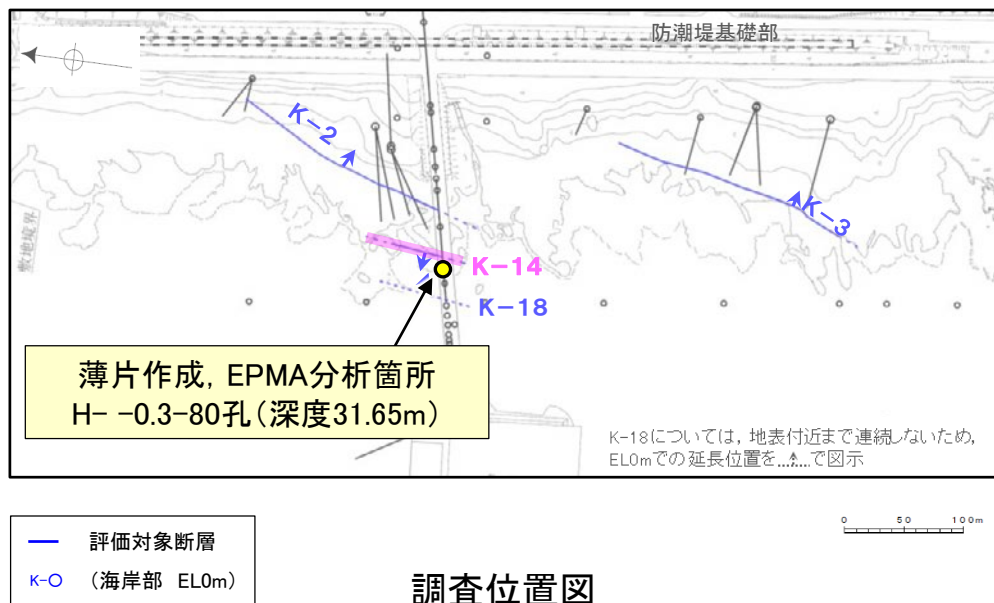 防潮堤基礎部
K-2
K-3
敷地境界
K-14
K-18
薄片作成, EPMA分析箇所
H- -0.3-80孔(深度31.65m)
K-18については, 地表付近まで連続しないため,
EL0mでの延長位置を で図示
0 50 100m
評価対象断層
K-○ (海岸部 EL0m)
調査位置図